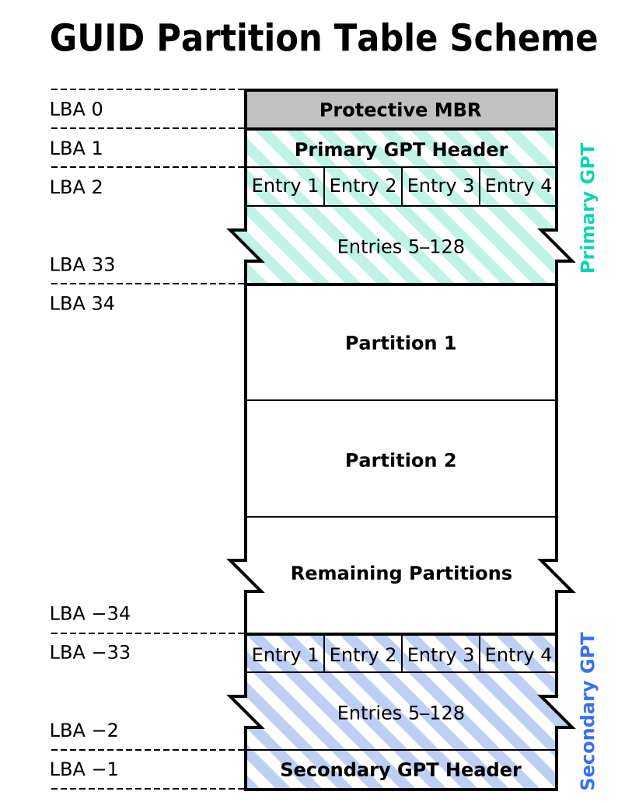 GUID Partition Table Scheme
LBA 0
Protective MBR
LBA 1
Primary GPT Header
LBA 2
Entry 1
Entry 2
Entry 3
Entry 4
Entries 5–128
LBA 33
Primary GPT
LBA 34
Partition 1
Partition 2
Remaining Partitions
LBA −34
LBA −33
Entry 1
Entry 2
Entry 3
Entry 4
Entries 5–128
LBA −2
LBA −1
Secondary GPT Header
Secondary GPT